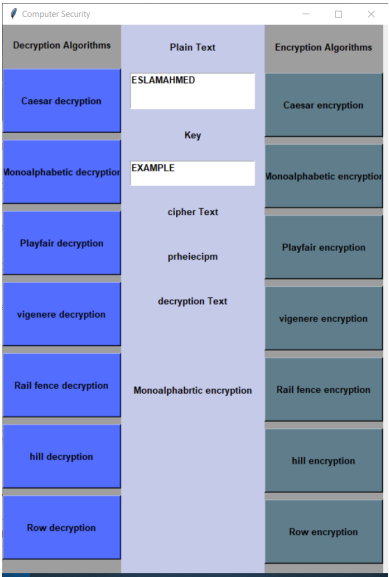 Computer Security
Decryption Algorithms
Caesar decryption
Monoalphabetic decryption
Playfair decryption
vigenere decryption
Rail fence decryption
hill decryption
Row decryption
Plain Text
ESLAMAHMED
Key
EXAMPLE
cipher Text
prheiecipm
decryption Text
Monoalphabrtic encryption
Encryption Algorithms
Caesar encryption
Monoalphabetic encryption
Playfair encryption
vigenere encryption
Rail fence encryption
hill encryption
Row encryption